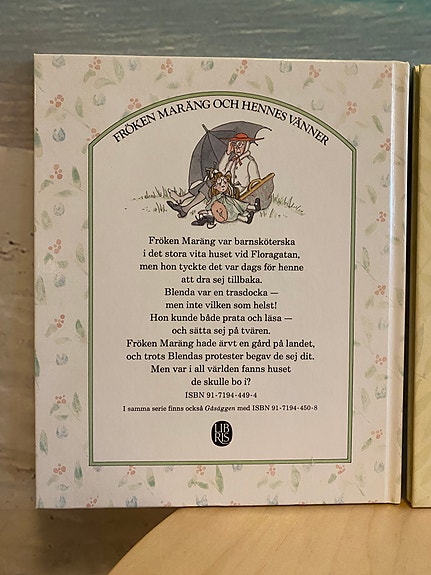 FRÖKEN MARÄNG OCH HENNES VÄNNER
Fröken Maräng var barnsköterska
i det stora vita huset vid Floragatan,
men hon tyckte det var dags för henne
att dra sej tillbaka.
Blenda var en trasdocka —
men inte vilken som helst!
Hon kunde både prata och läsa —
och sätta sej på tvären.
Fröken Maräng hade ärvt en gård på landet,
och trots Blendas protester begav de sej dit.
Men var i all världen fanns huset
de skulle bo i?
ISBN 91-7194-449-4
I samma serie finns också Gåsäggen med ISBN 91-7194-450-8
LIB
RIS